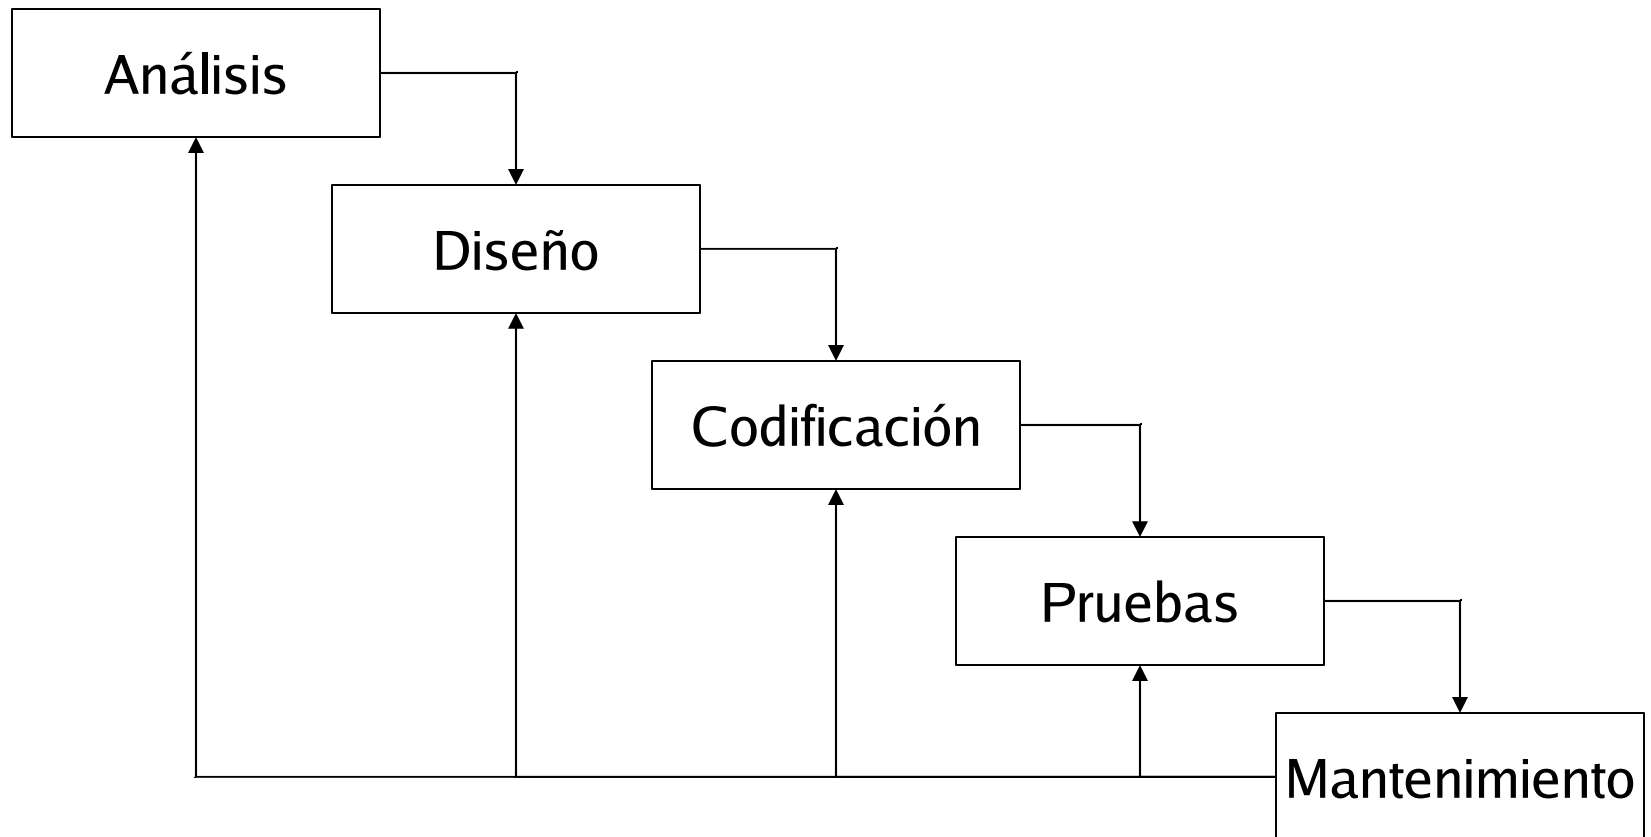 Análisis
Diseño
Codificación
Pruebas
Mantenimiento